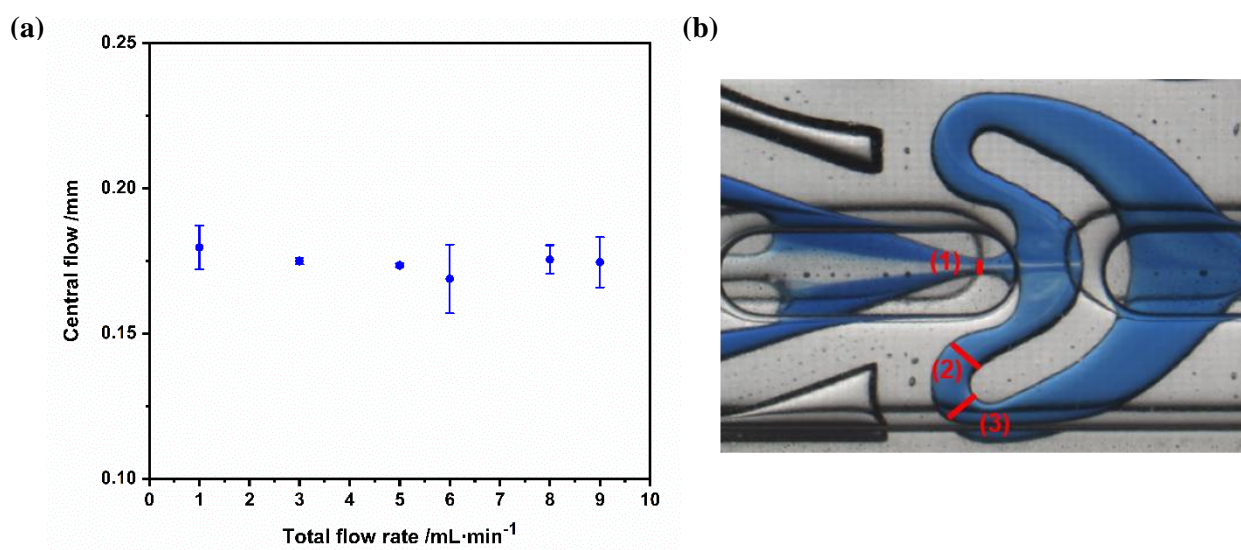 (a)
(b)
0.25
0.20
0.15
0.10
Central flow /mm
0 1 2 3 4 5 6 7 8 9 10
Total flow rate /mL·min⁻¹
(1)
(2)
(3)